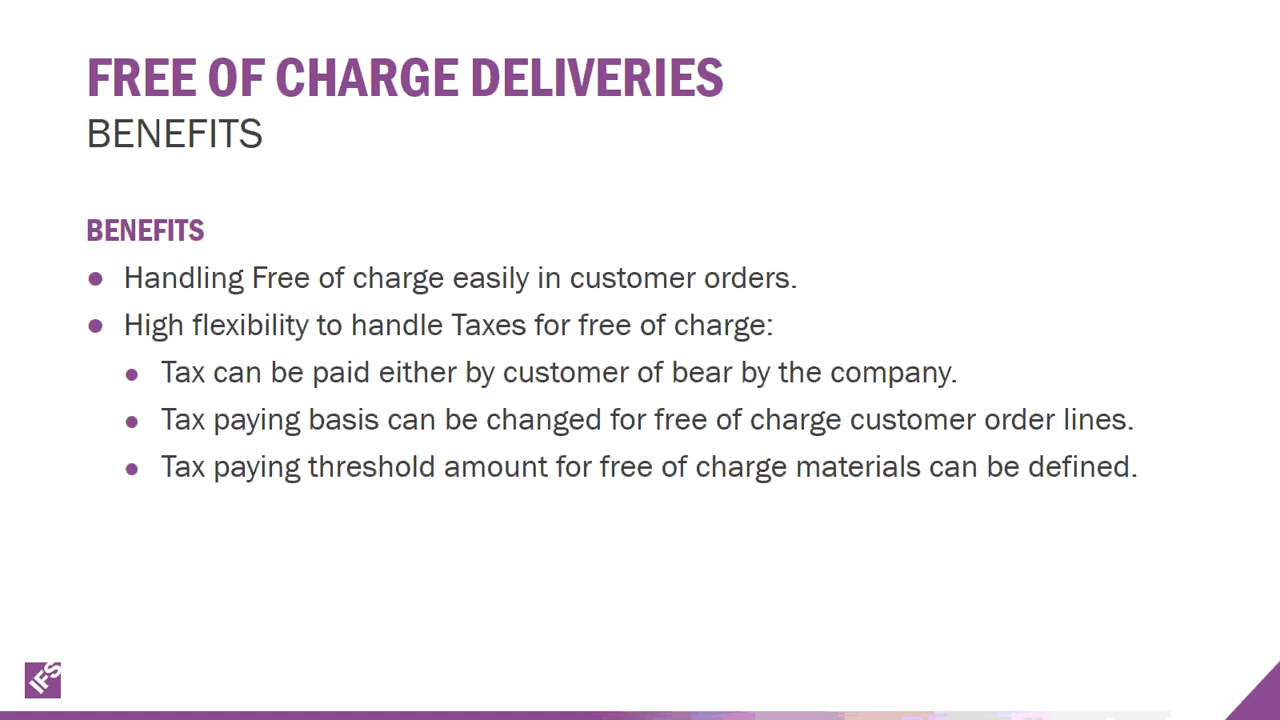 FREE OF CHARGE DELIVERIES
BENEFITS
BENEFITS
Handling Free of charge easily in customer orders.
High flexibility to handle Taxes for free of charge:
Tax can be paid either by customer of bear by the company.
Tax paying basis can be changed for free of charge customer order lines.
Tax paying threshold amount for free of charge materials can be defined.
IFS